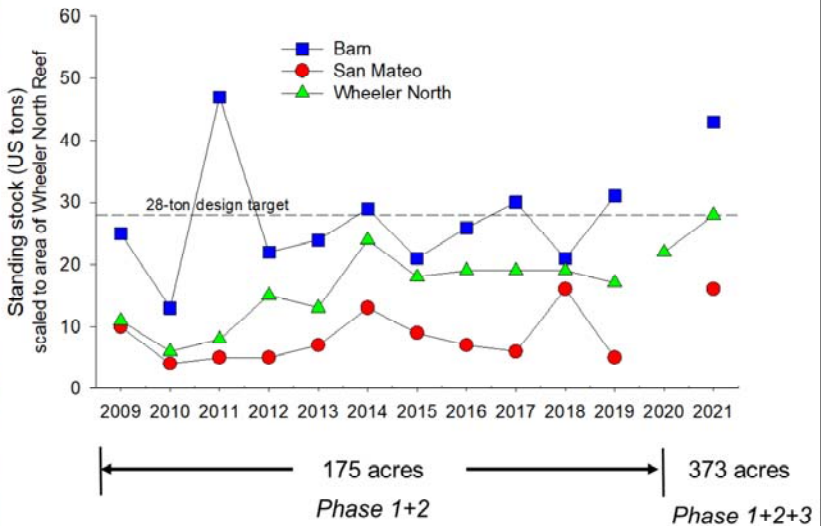 Standing stock (US tons)
scaled to area of Wheeler North Reef
60
50
40
30
20
10
0
Barn
San Mateo
Wheeler North
28-ton design target
2009 2010 2011 2012 2013 2014 2015 2016 2017 2018 2019 2020 2021
175 acres 373 acres
Phase 1+2 Phase 1+2+3